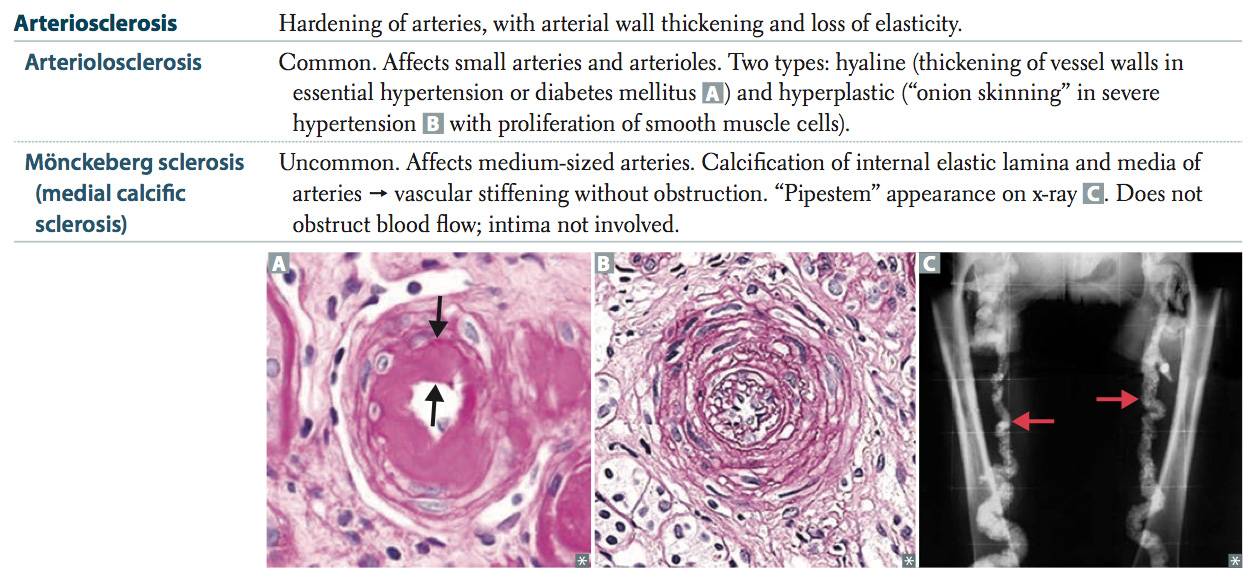 Arteriosclerosis Hardening of arteries, with arterial wall thickening and loss of elasticity.
Arteriolosclerosis Common. Affects small arteries and arterioles. Two types: hyaline (thickening of vessel walls in
essential hypertension or diabetes mellitus A) and hyperplastic (“onion skinning” in severe
hypertension B with proliferation of smooth muscle cells).
Mönckeberg sclerosis
(medial calcific
sclerosis)
Uncommon. Affects medium-sized arteries. Calcification of internal elastic lamina and media of
arteries → vascular stiffening without obstruction. “Pipestem” appearance on x-ray C. Does not
obstruct blood flow; intima not involved.
A B C
* * *